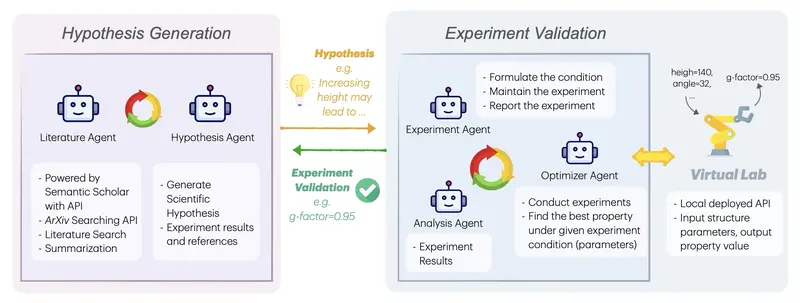 Hypothesis Generation
Literature Agent
Hypothesis Agent
- Powered by
Semantic Scholar
with API
- ArXiv Searching API
- Literature Search
- Summarization
- Generate
Scientific
Hypothesis
- Experiment results
and references
Hypothesis
e.g.
Increasing
height may
lead to ...
Experiment
Validation
e.g.
g-factor=0.95
Experiment Validation
Experiment Agent
- Formulate the condition
- Maintain the experiment
- Report the experiment
Optimizer Agent
Analysis Agent
- Experiment
Results
- Conduct experiments
- Find the best property
under given experiment
condition (parameters)
heigh=140,
angle=32,
...
g-factor=0.95
Virtual Lab
- Local deployed API
- Input structure
parameters, output
property value